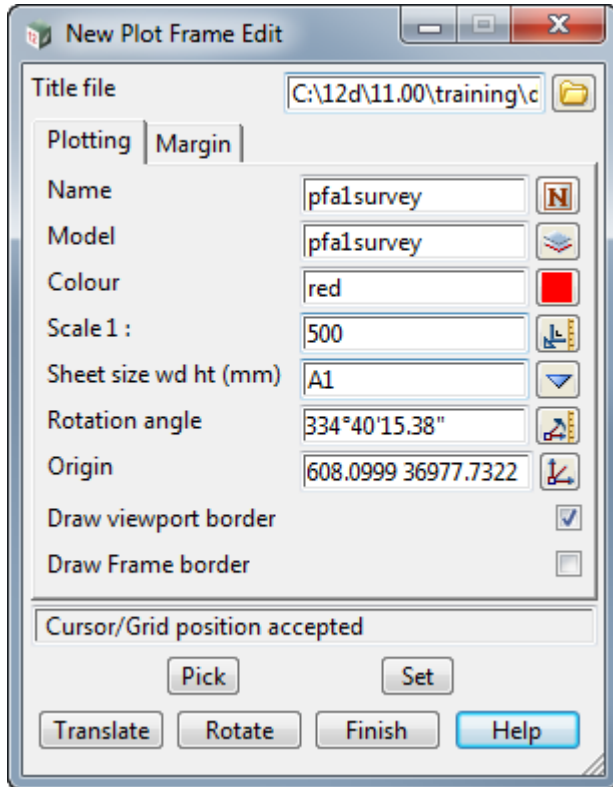 New Plot Frame Edit
Title file C:\12d\11.00\training\c
Plotting Margin
Name pfa1survey
Model pfa1survey
Colour red
Scale 1 : 500
Sheet size wd ht (mm) A1
Rotation angle 334°40'15.38"
Origin 608.0999 36977.7322
Draw viewport border
Draw Frame border
Cursor/Grid position accepted
Pick Set
Translate Rotate Finish Help